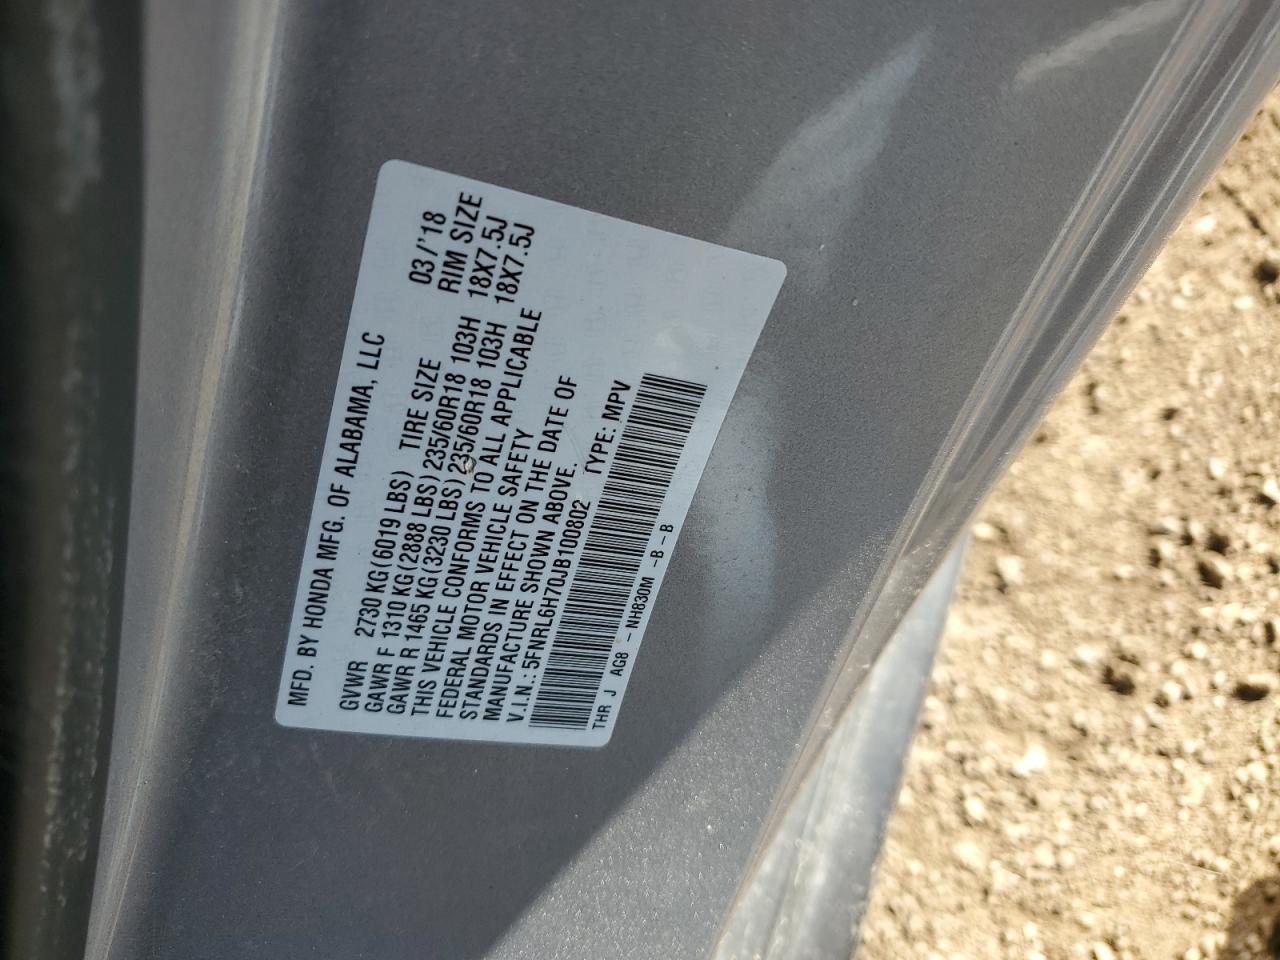 MFD. BY HONDA MFG. OF ALABAMA, LLC 03/'18
GVWR 2730 KG(6019 LBS) TIRE SIZE RIM SIZE
GAWR F 1310 KG(2888 LBS) 235/60R18 103H 18X7.5J
GAWR R 1465 KG(3230 LBS) 235/60R18 103H 18X7.5J
THIS VEHICLE CONFORMS TO ALL APPLICABLE
FEDERAL MOTOR VEHICLE SAFETY
STANDARDS IN EFFECT ON THE DATE OF
MANUFACTURE SHOWN ABOVE.
V.I.N.: 5FNRL6H70JB100802 TYPE: MPV
THR J AG8 - NH830M -B-B